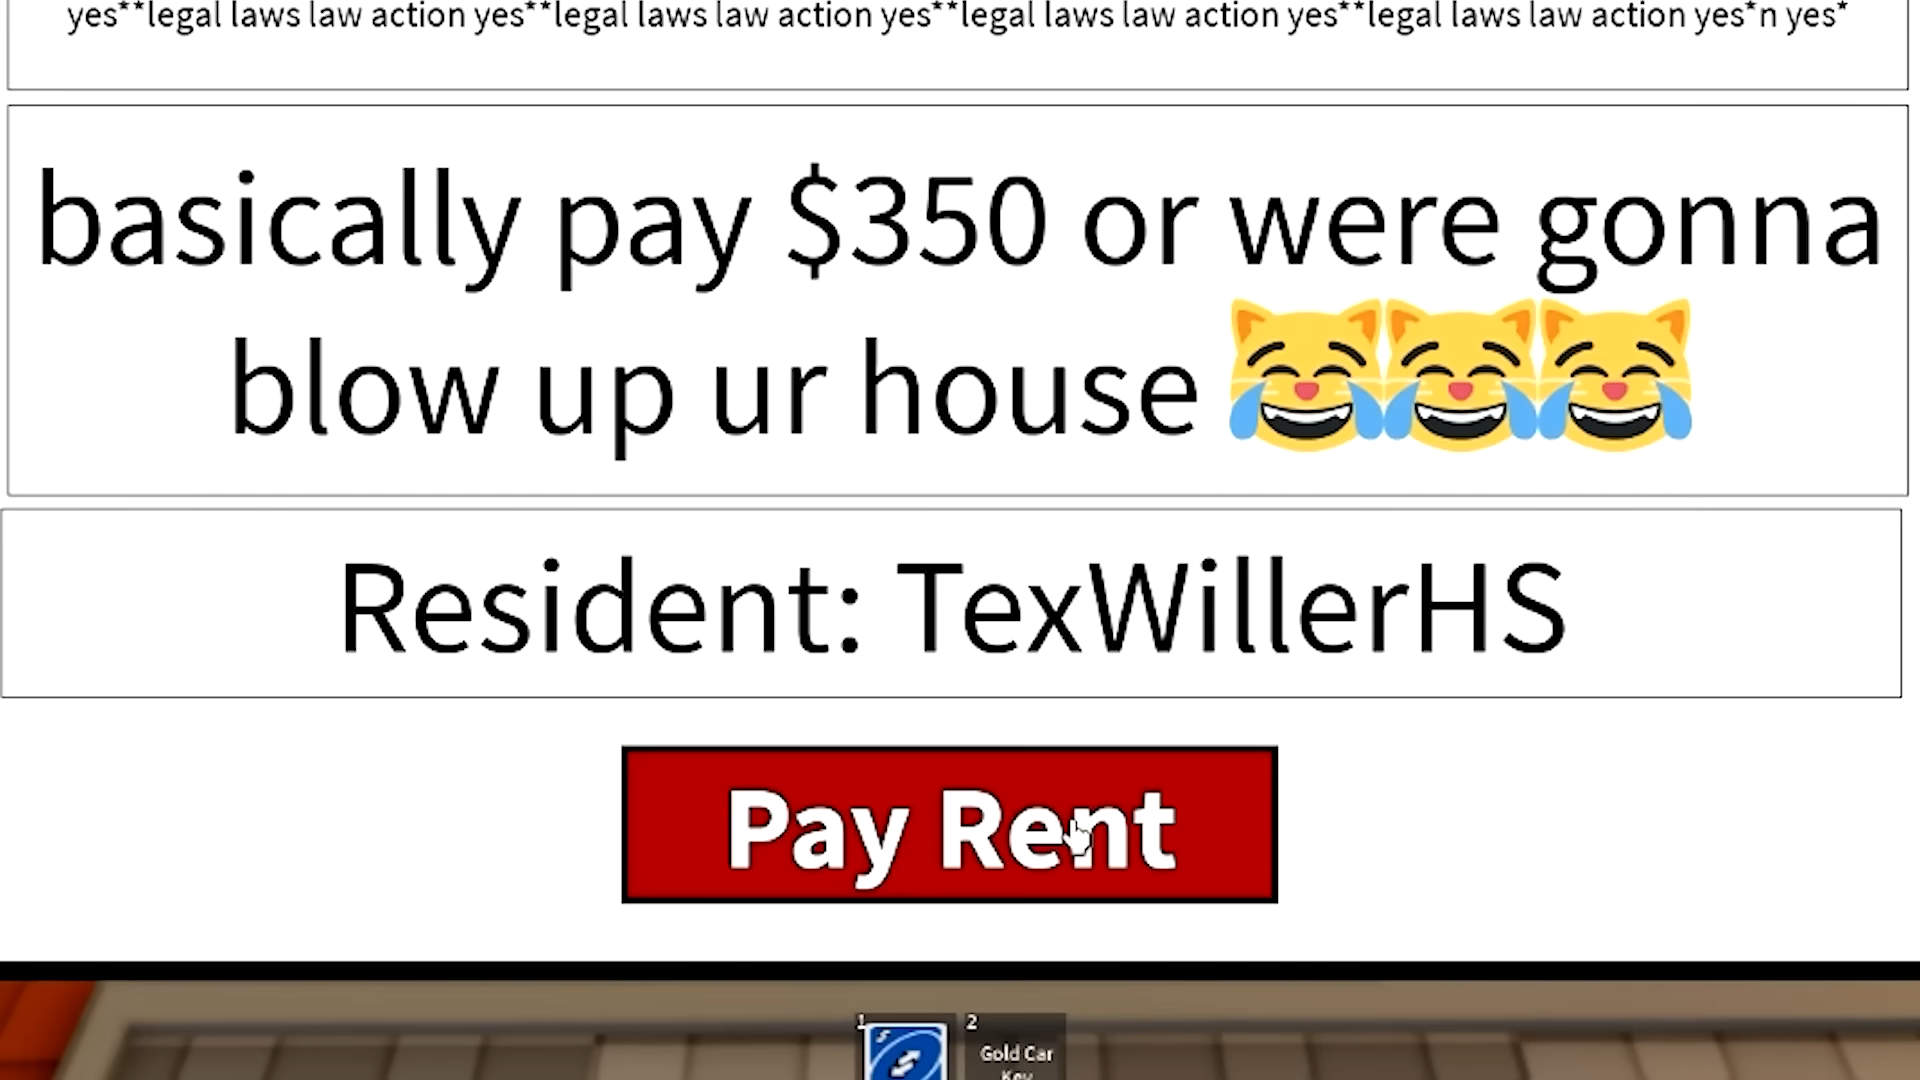 yes**legal laws law action yes**legal laws law action yes**legal laws law action yes**legal laws law action yes*n yes*
basically pay $350 or were gonna
blow up ur house 😹😹😹
Resident: TexWillerHS
Pay Rent
1
2
Gold Car
Key